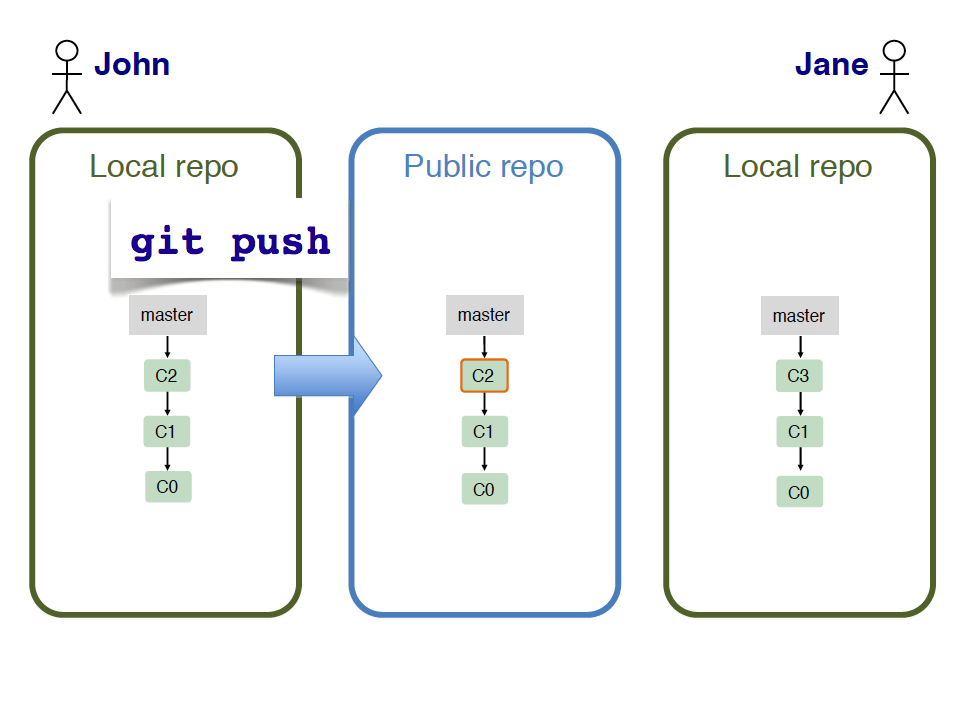 John
Jane
Local repo
Public repo
Local repo
git push
master
C2
C1
C0
master
C2
C1
C0
master
C3
C1
C0